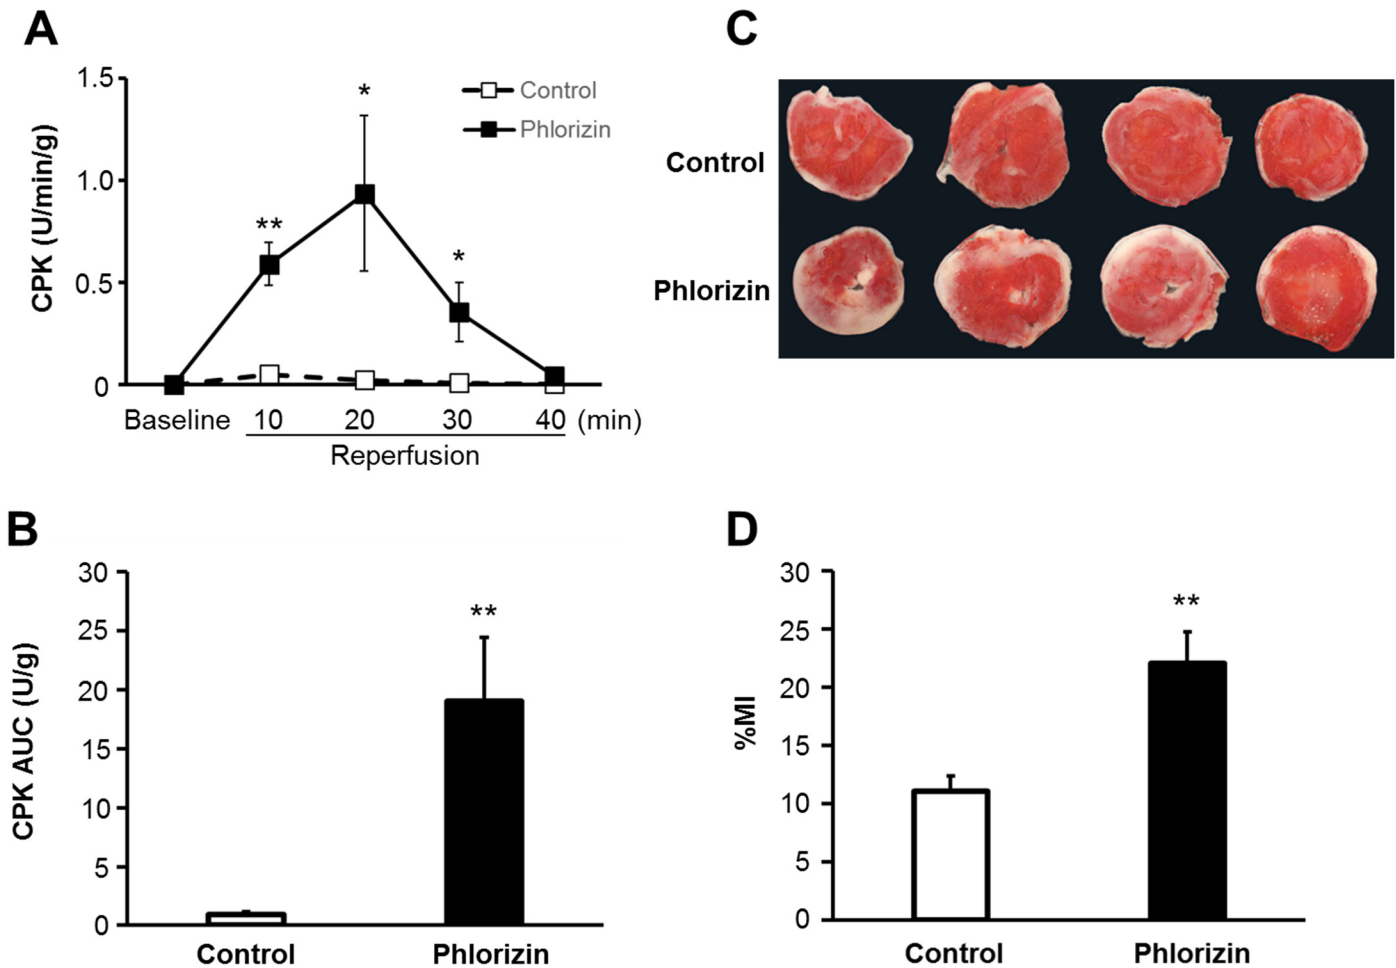 A
CPK (U/min/g)
1.5
1.0
0.5
0
Control
Phlorizin
**
*
*
Baseline 10 20 30 40 (min)
Reperfusion
C
Control
Phlorizin
B
CPK AUC (U/g)
30
25
20
15
10
5
0
**
Control Phlorizin
D
%MI
30
25
20
15
10
5
0
**
Control Phlorizin